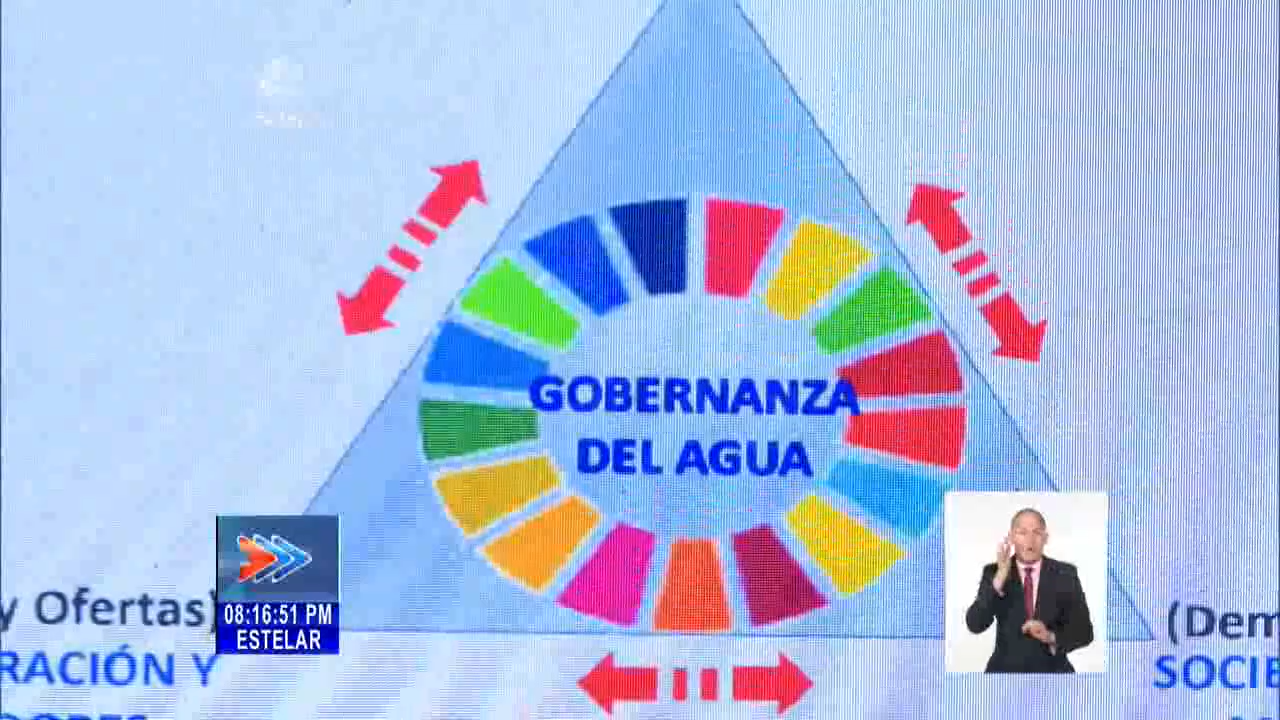 GOBERNANZA
DEL AGUA
y Ofertas)
RACIÓN Y
08:16:51 PM
ESTELAR
(Dem
SOCIE